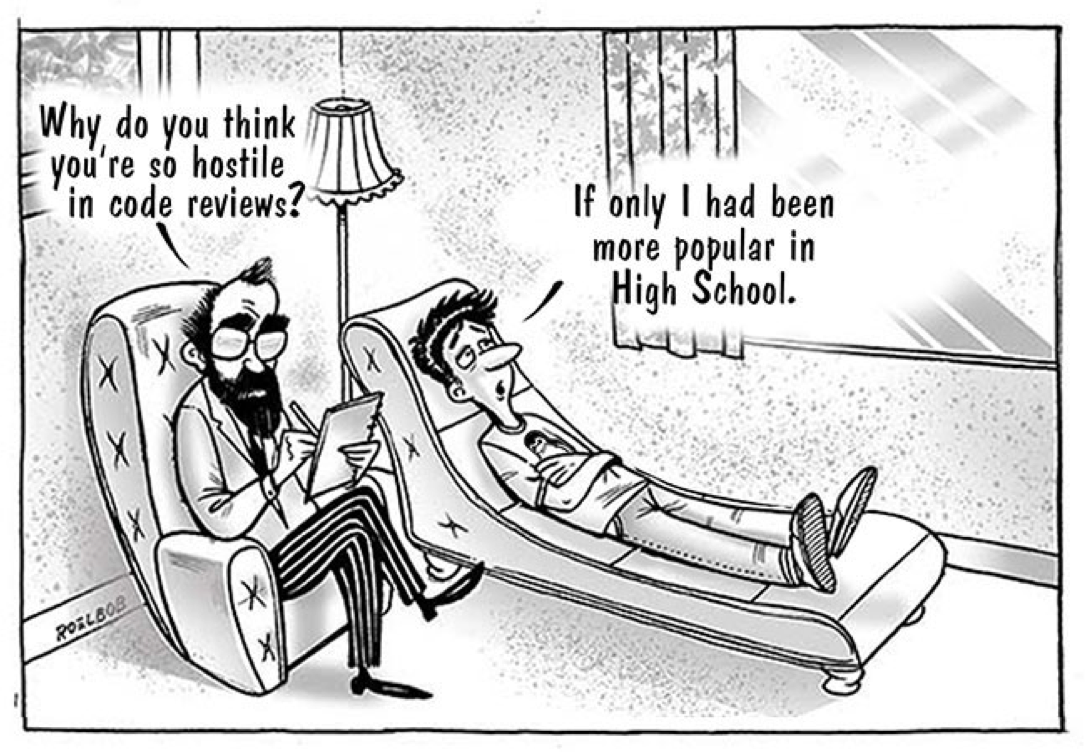 Why do you think
you're so hostile
in code reviews?
If only I had been
more popular in
High School.
ROËLBOB